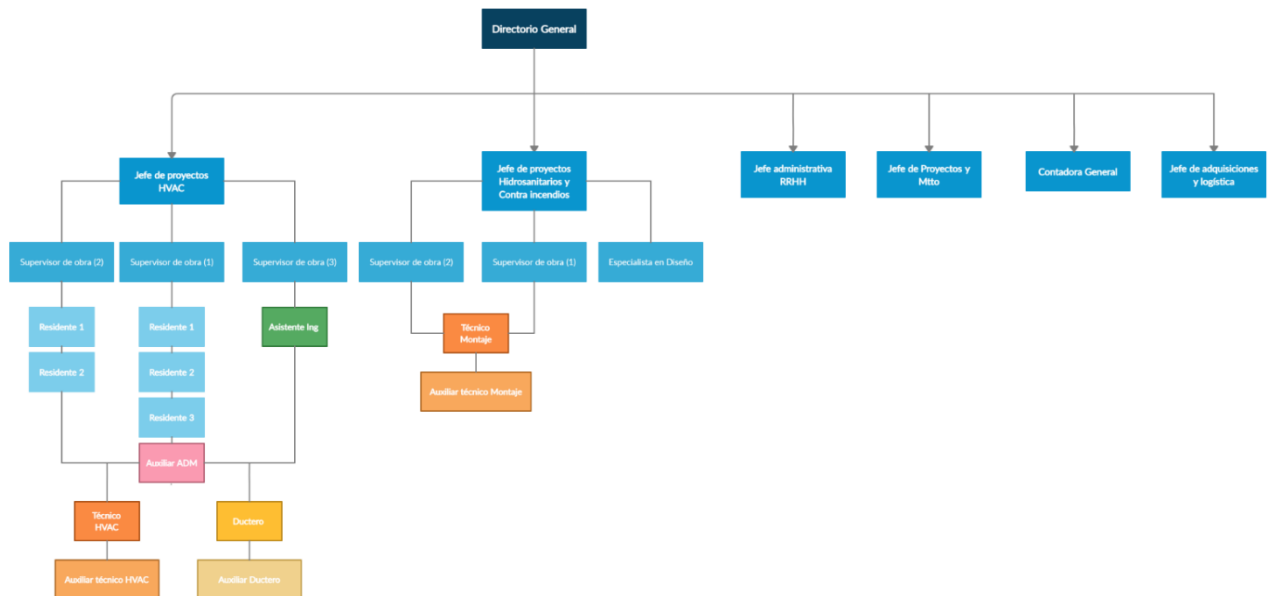 Directorio General
Jefe de proyectos
HVAC
Jefe de proyectos
Hidrosanitarios y
Contra incendios
Jefe administrativa
RRHH
Jefe de Proyectos y
Mtto
Contadora General
Jefe de adquisiciones
y logística
Supervisor de obra (2)
Supervisor de obra (1)
Supervisor de obra (3)
Supervisor de obra (2)
Supervisor de obra (1)
Especialista en Diseño
Residente 1
Residente 1
Asistente Ing
Técnico
Montaje
Residente 2
Residente 2
Auxiliar técnico Montaje
Residente 3
Auxiliar ADM
Técnico
HVAC
Ductero
Auxiliar técnico HVAC
Auxiliar Ductero